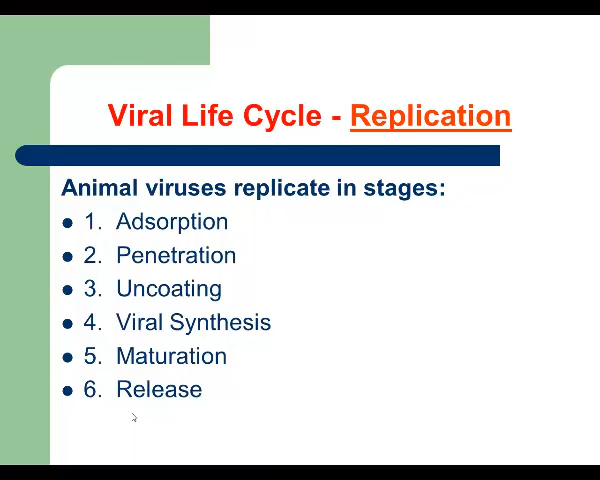 Viral Life Cycle - Replication
Animal viruses replicate in stages:
• 1. Adsorption
• 2. Penetration
• 3. Uncoating
• 4. Viral Synthesis
• 5. Maturation
• 6. Release